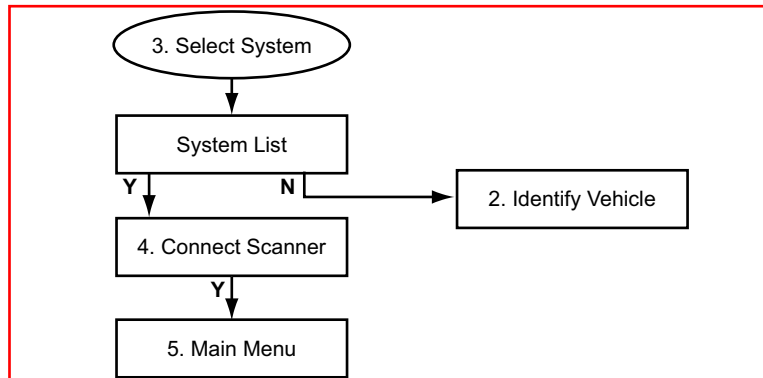 3. Select System
System List
Y
N
2. Identify Vehicle
4. Connect Scanner
Y
5. Main Menu